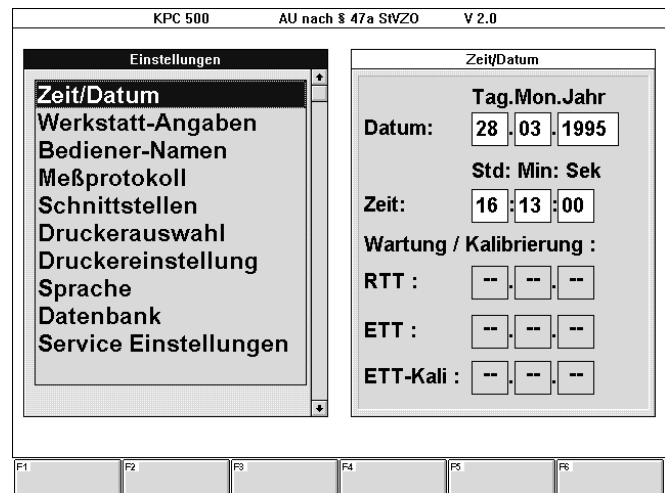 KPC 500 AU nach § 47a StVZO V 2.0
Einstellungen
Zeit/Datum
Werkstatt-Angaben
Bediener-Namen
Meßprotokoll
Schnittstellen
Druckerauswahl
Druckereinstellung
Sprache
Datenbank
Service Einstellungen
Zeit/Datum
Tag.Mon.Jahr
Datum: 28 . 03 . 1995
Std: Min: Sek
Zeit: 16 : 13 : 00
Wartung / Kalibrierung :
RTT : -- . -- . --
ETT : -- . -- . --
ETT-Kali : -- . -- . --
F1 F2 F3 F4 F5 F6